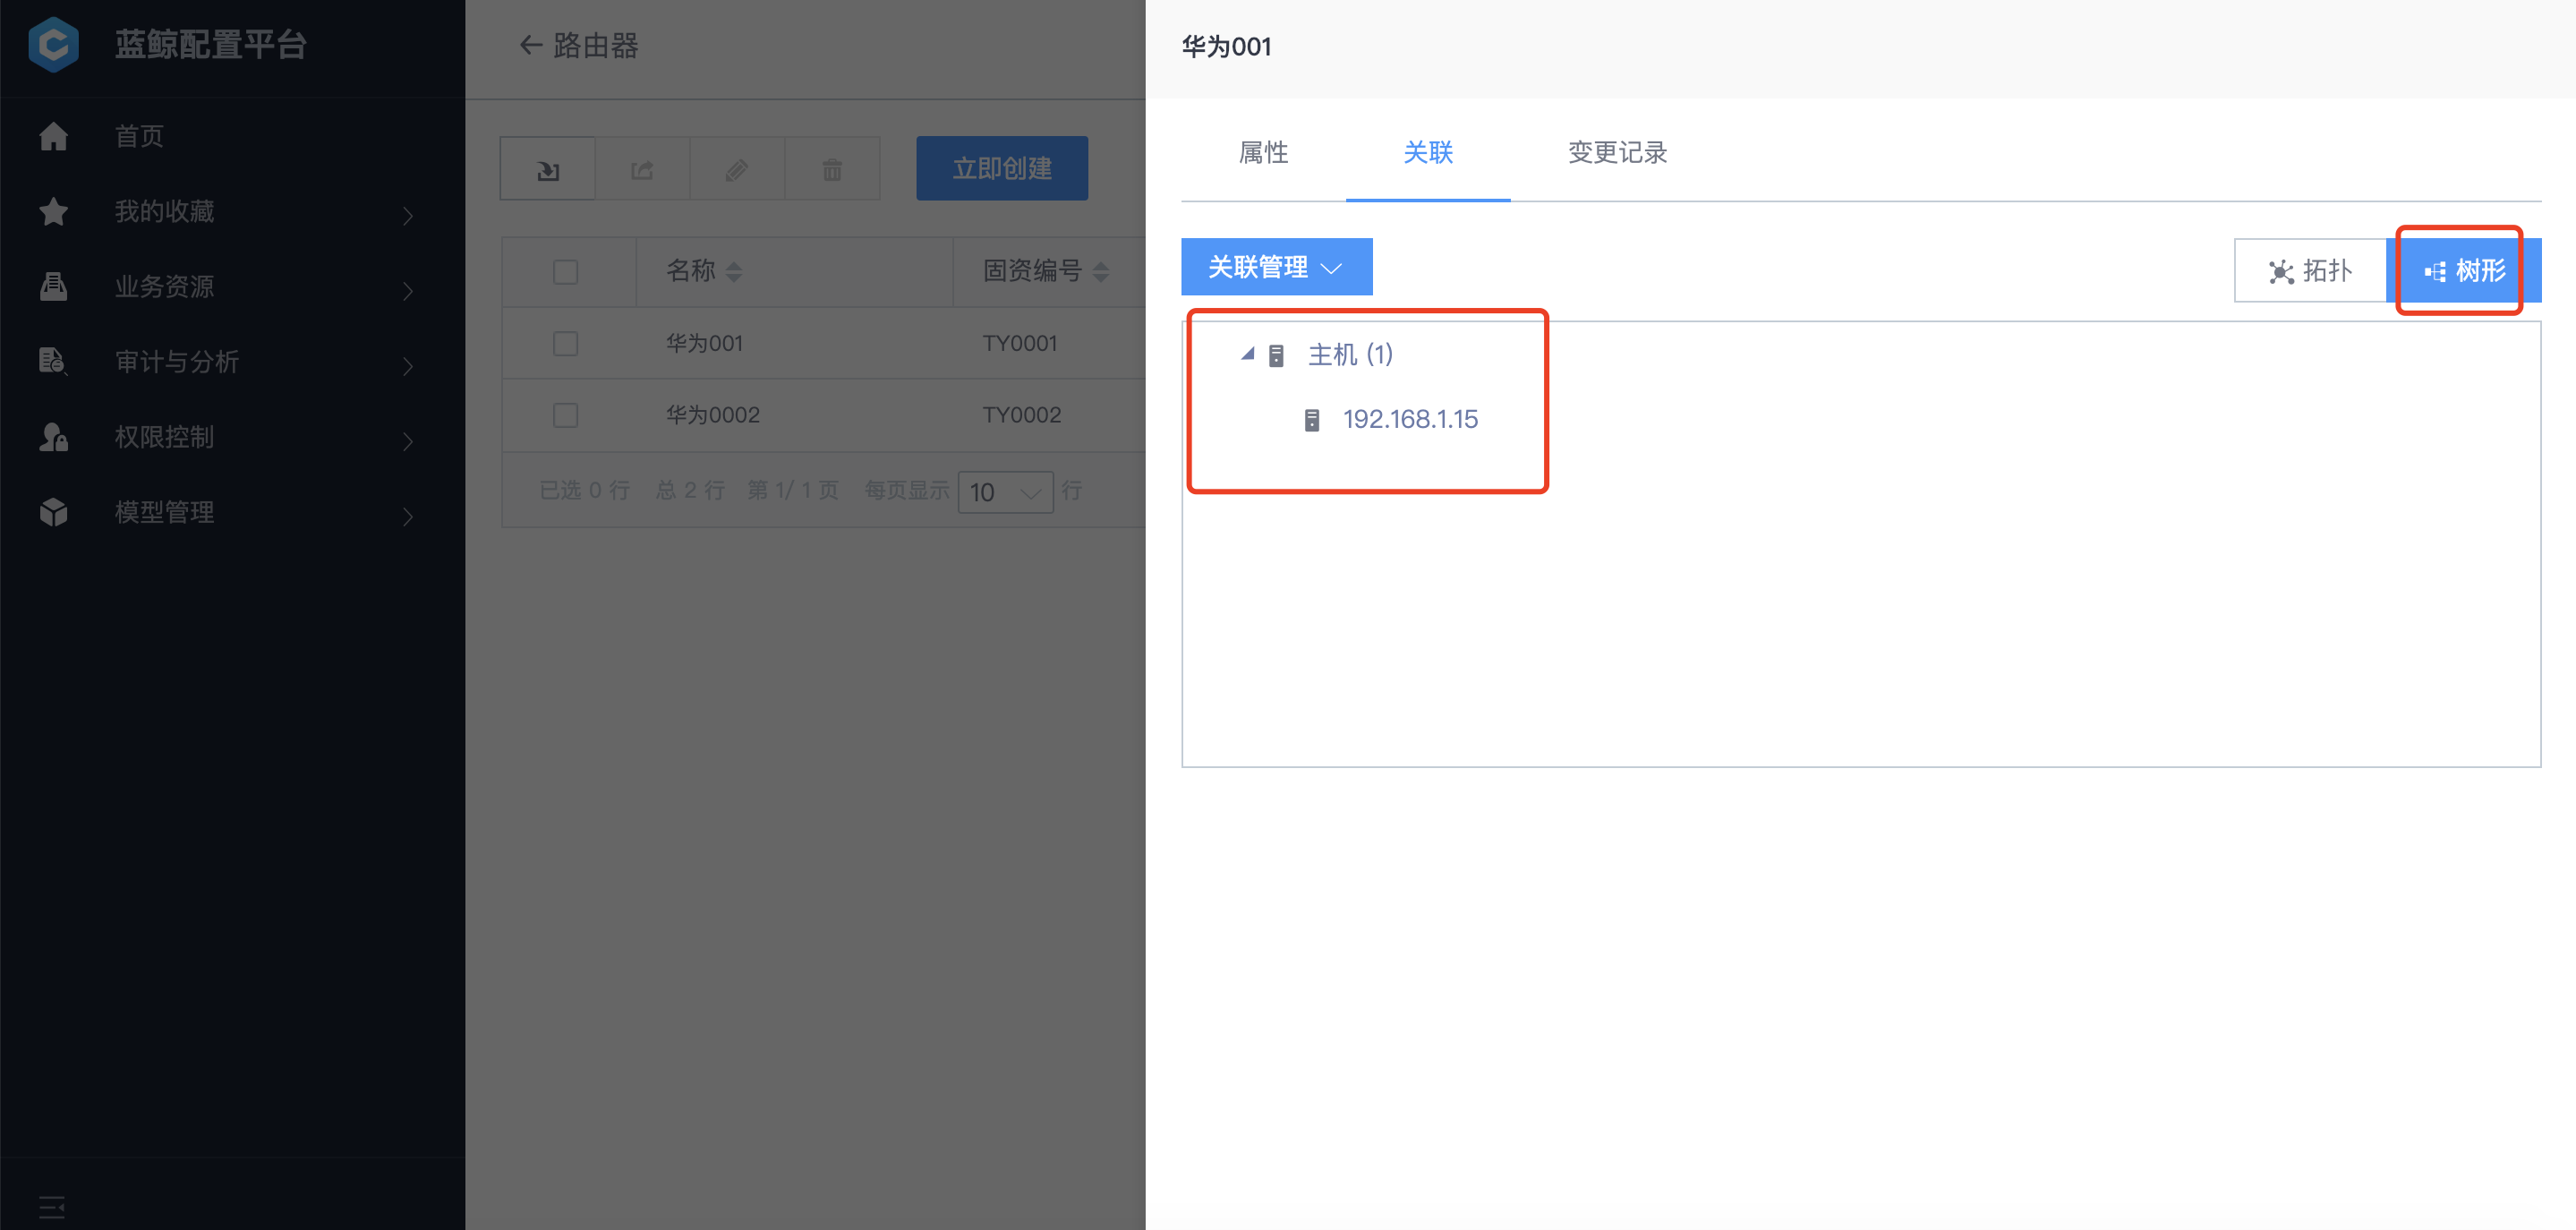 蓝鲸配置平台
首页
我的收藏
业务资源
审计与分析
权限控制
模型管理
路由器
立即创建
名称 固资编号
华为001 TY0001
华为0002 TY0002
已选 0 行 总 2 行 第 1/ 1 页 每页显示 10 行
华为001
属性 关联 变更记录
关联管理 拓扑 树形
主机 (1)
192.168.1.15